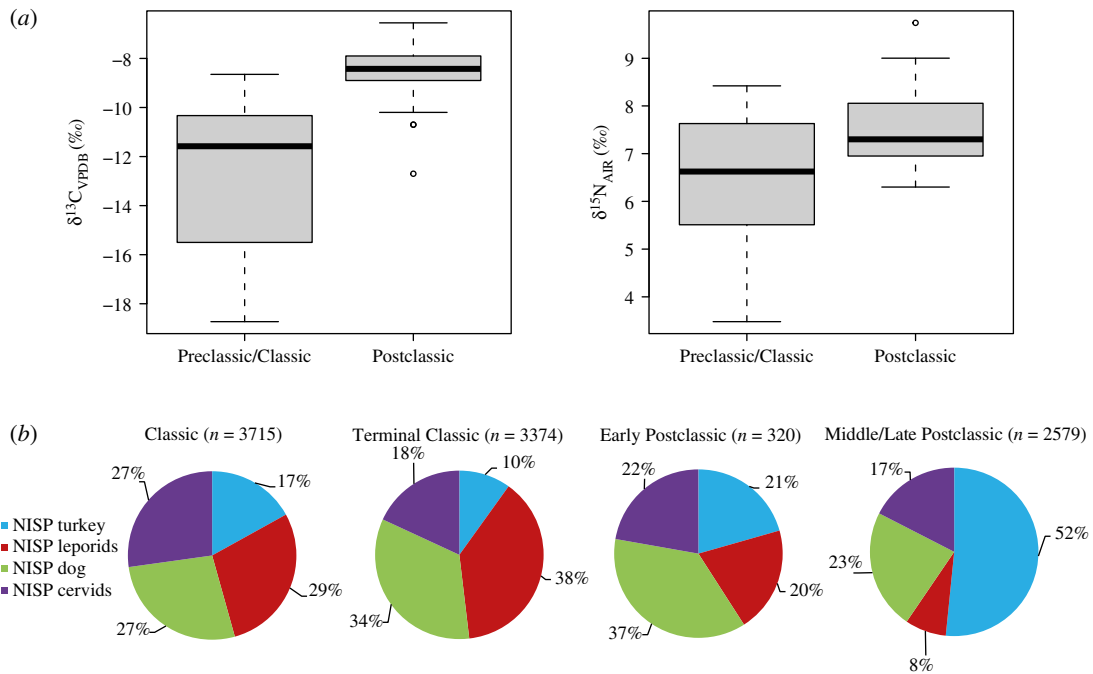 (a)
−8
−10
−12
−14
−16
−18
δ13CVPDB (‰)
Preclassic/Classic
Postclassic
9
8
7
6
5
4
δ15NAIR (‰)
Preclassic/Classic
Postclassic
(b)
Classic (n = 3715)
27%
17%
29%
27%
Terminal Classic (n = 3374)
18%
10%
38%
34%
Early Postclassic (n = 320)
22%
21%
20%
37%
Middle/Late Postclassic (n = 2579)
17%
52%
23%
8%
NISP turkey
NISP leporids
NISP dog
NISP cervids